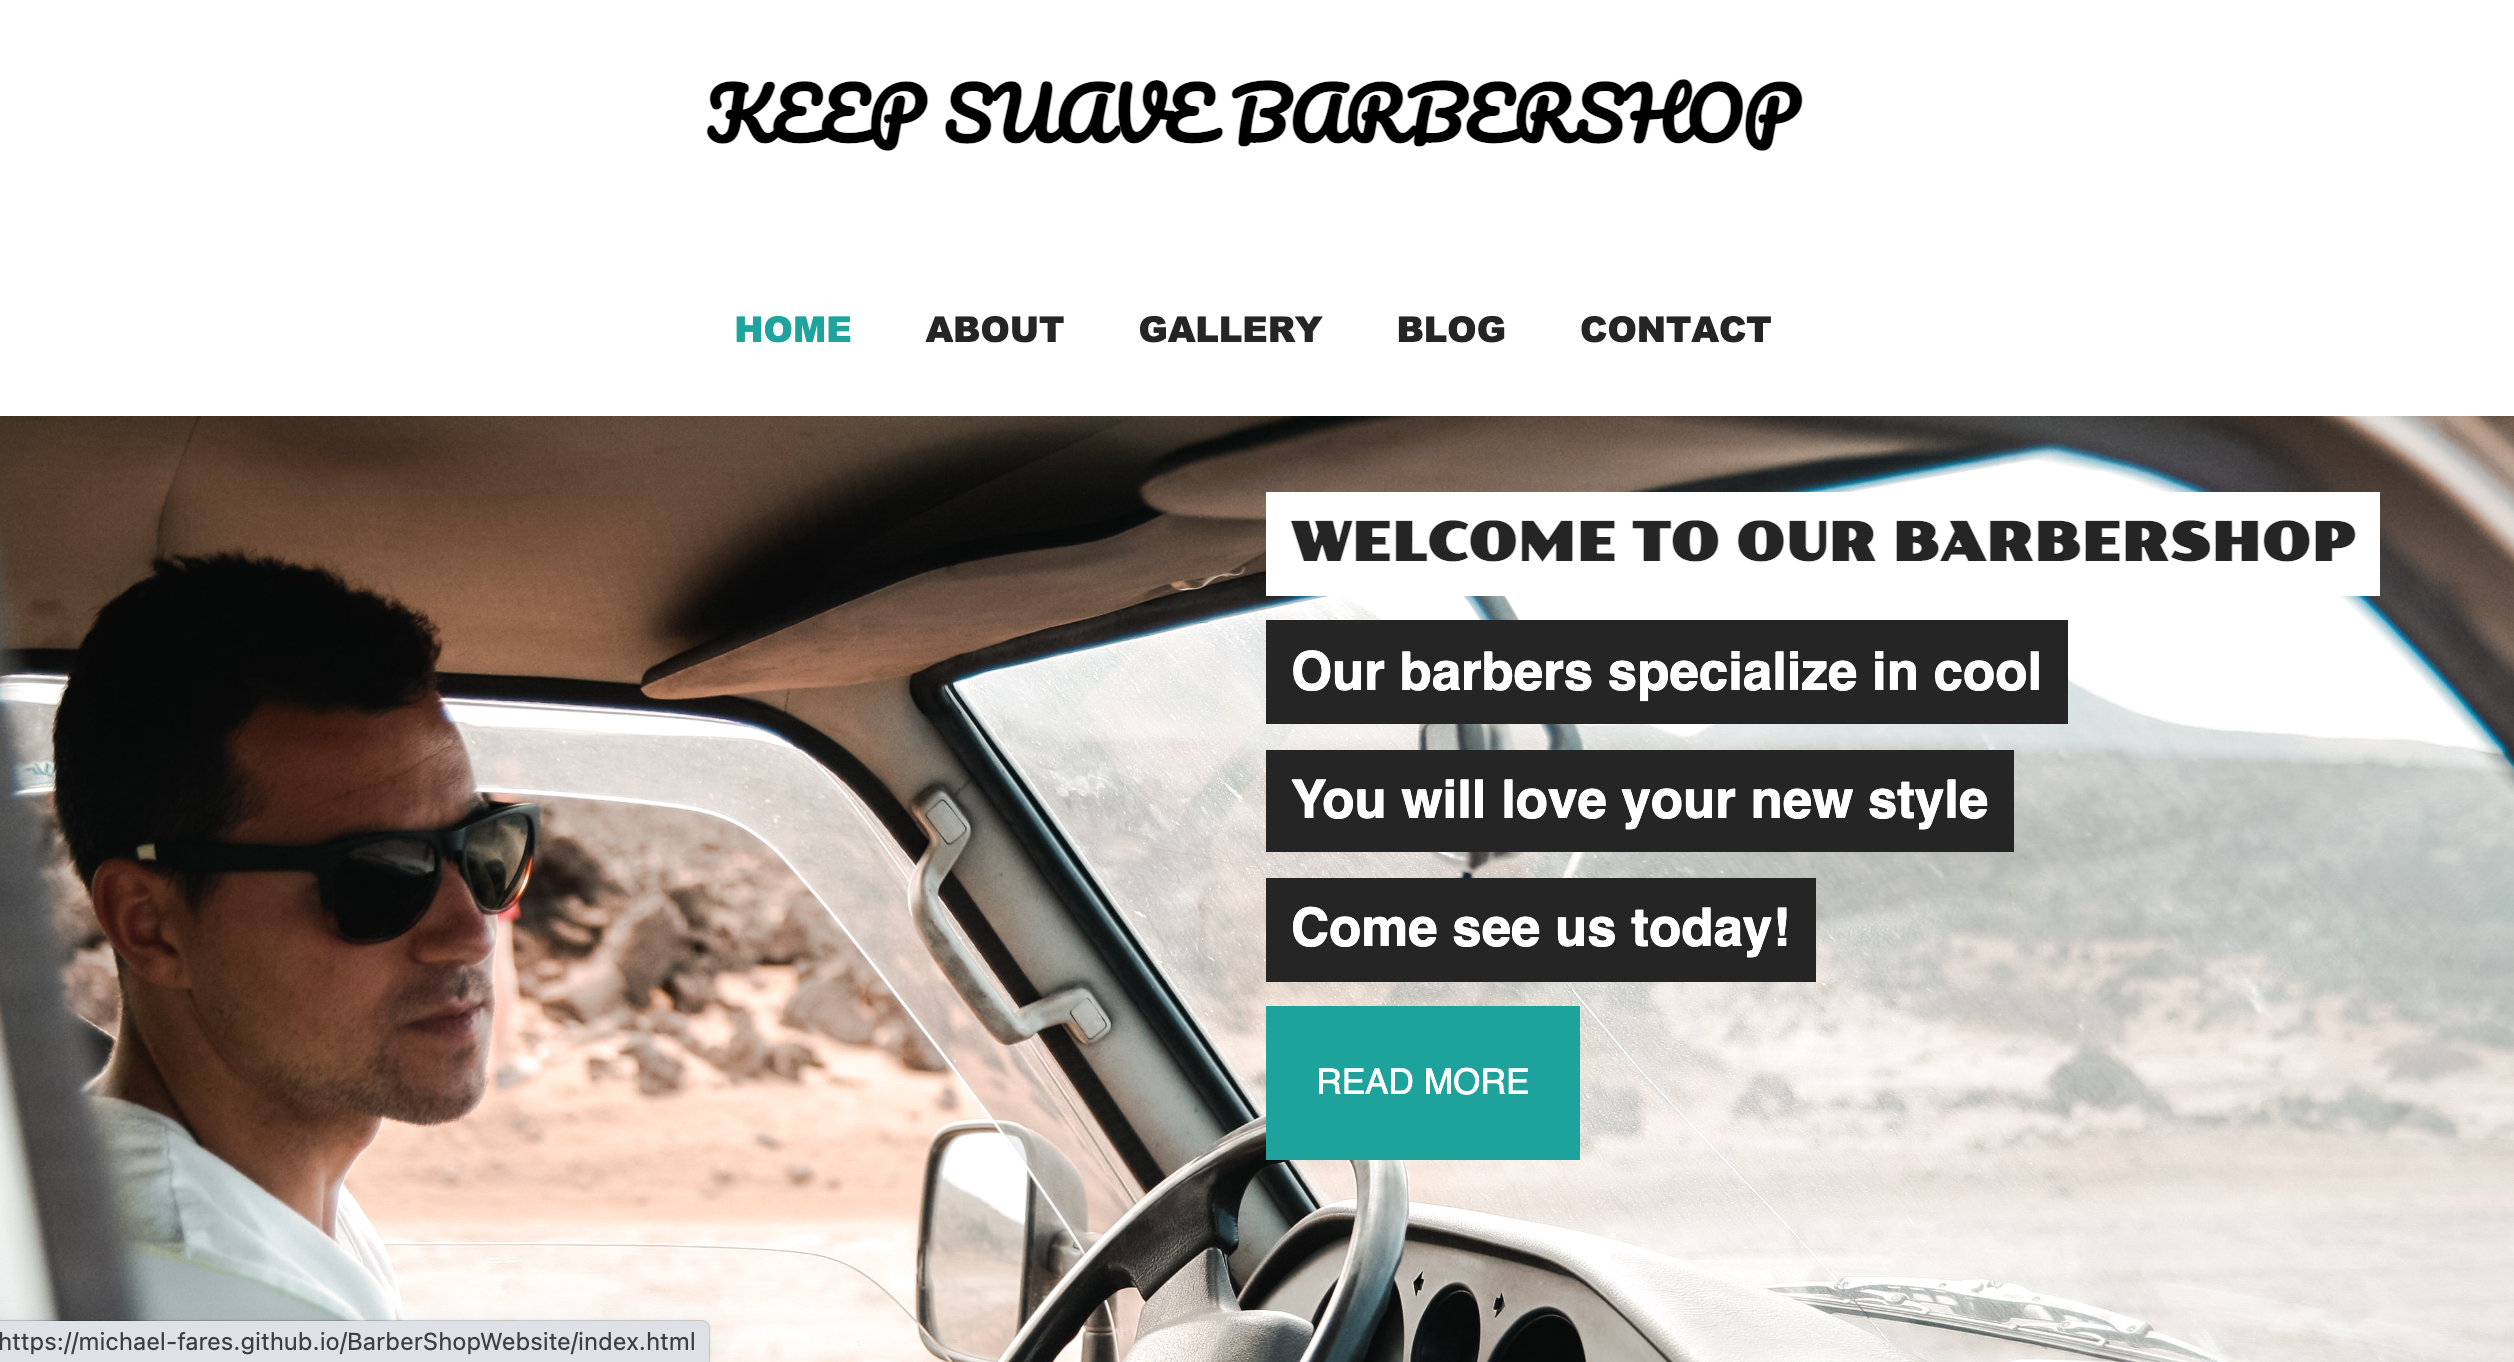 KEEP SUAVE BARBERSHOP
HOME ABOUT GALLERY BLOG CONTACT
WELCOME TO OUR BARBERSHOP
Our barbers specialize in cool
You will love your new style
Come see us today!
READ MORE
https://michael-fares.github.io/BarberShopWebsite/index.html